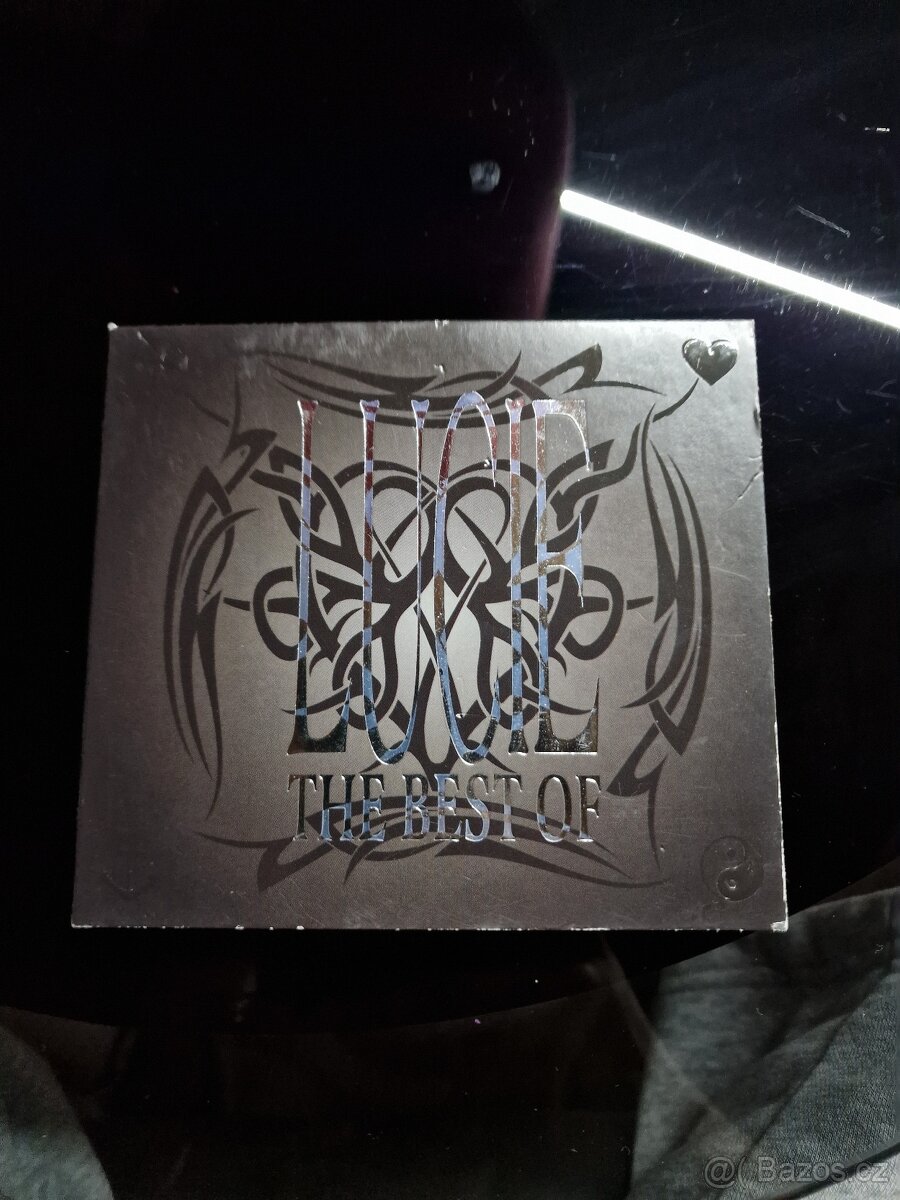 LUCIE
THE BEST OF
@( Bazos.cz